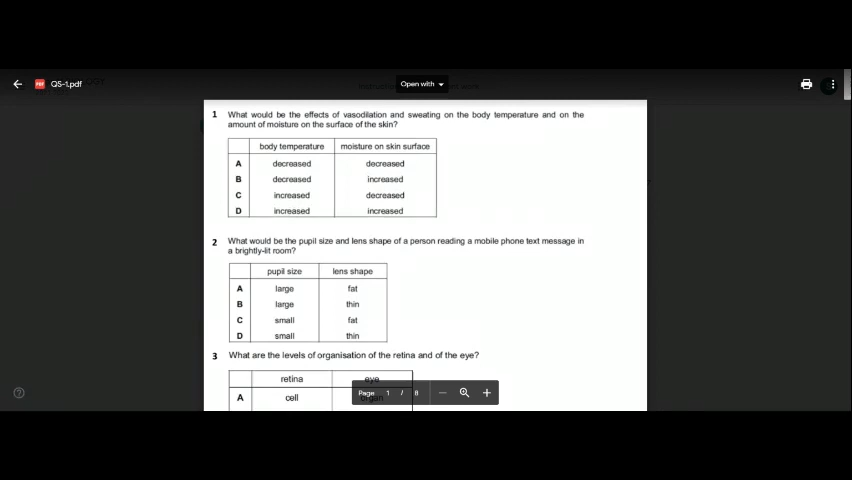 QS-1.pdf
Open with
1 What would be the effects of vasodilation and sweating on the body temperature and on the
amount of moisture on the surface of the skin?
body temperature moisture on skin surface
A decreased decreased
B decreased increased
C increased decreased
D increased increased
2 What would be the pupil size and lens shape of a person reading a mobile phone text message in
a brightly-lit room?
pupil size lens shape
A large fat
B large thin
C small fat
D small thin
3 What are the levels of organisation of the retina and of the eye?
retina eye
A cell organ
Page 1 / 8